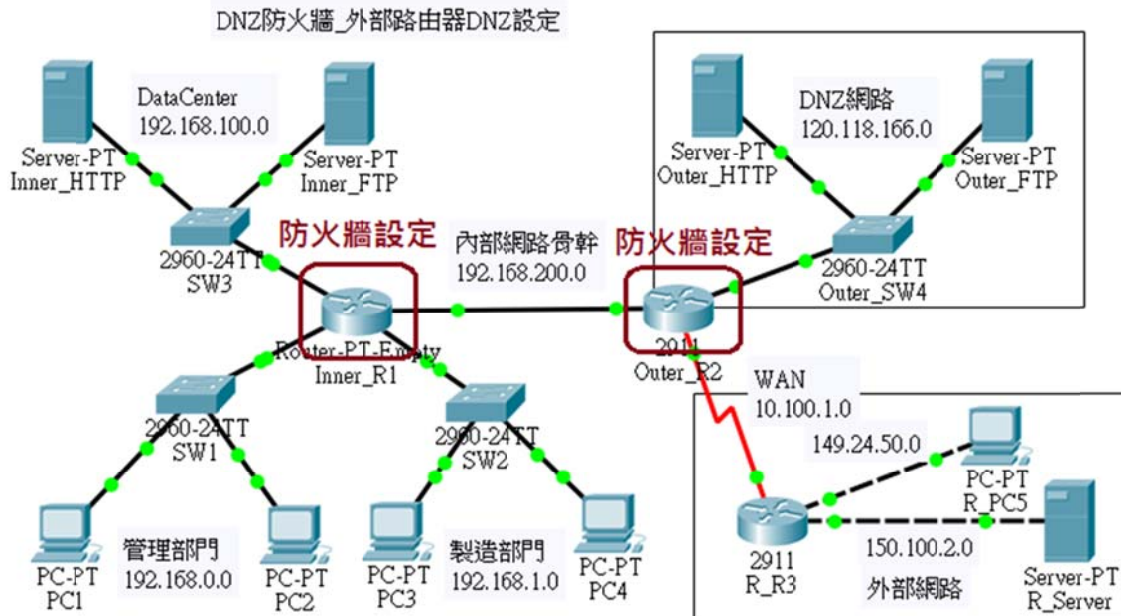 DNZ防火牆_外部路由器DNZ設定
DataCenter
192.168.100.0
Server-PT
Inner_HTTP
Server-PT
Inner_FTP
2960-24TT
SW3
防火牆設定
內部網路骨幹
192.168.200.0
防火牆設定
DNZ網路
120.118.166.0
Server-PT
Outer_HTTP
Server-PT
Outer_FTP
2960-24TT
Outer_SW4
Router-PT-Empty
Inner_R1
2911
Outer_R2
2960-24TT
SW1
2960-24TT
SW2
WAN
10.100.1.0
149.24.50.0
PC-PT
R_PC5
PC-PT
PC1
管理部門
192.168.0.0
PC-PT
PC2
PC-PT
PC3
製造部門
192.168.1.0
PC-PT
PC4
2911
R_R3
150.100.2.0
外部網路
Server-PT
R_Server